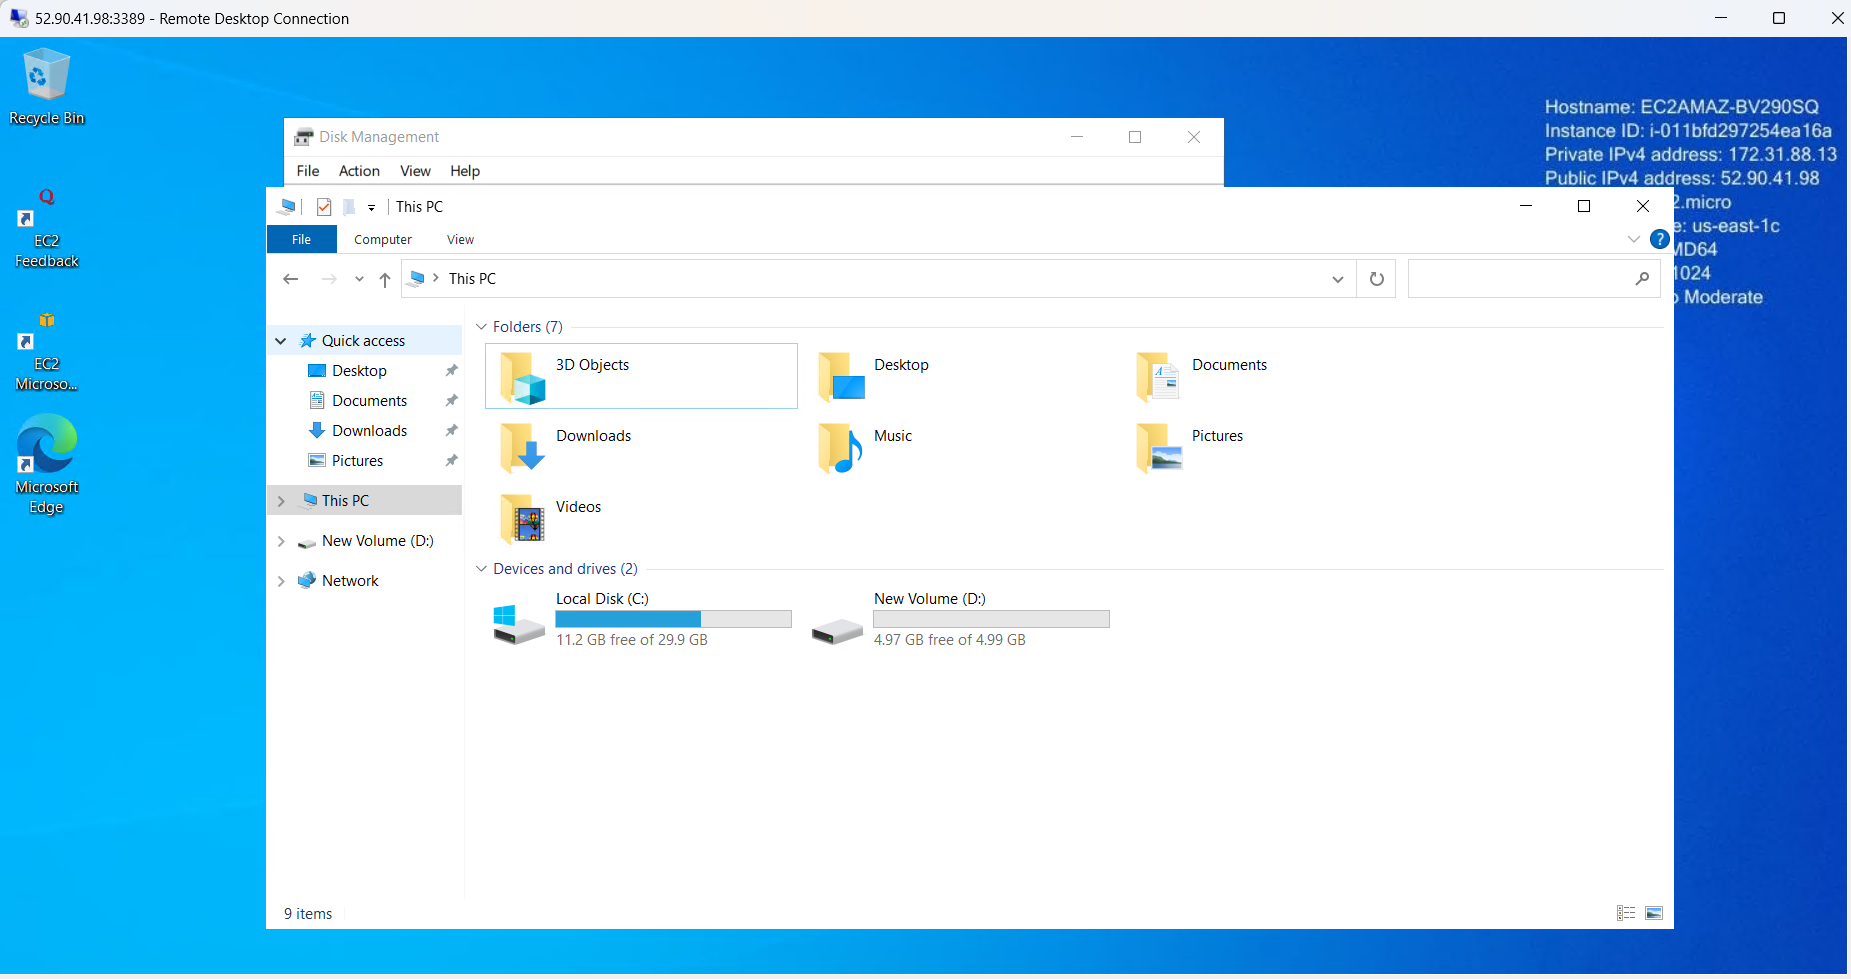 52.90.41.98:3389 - Remote Desktop Connection
Recycle Bin
EC2
Feedback
EC2
Microso...
Microsoft
Edge
Hostname: EC2AMAZ-BV290SQ
Instance ID: i-011bfd297254ea16a
Private IPv4 address: 172.31.88.13
Public IPv4 address: 52.90.41.98
2.micro
e: us-east-1c
MD64
1024
o Moderate
Disk Management
File Action View Help
This PC
File Computer View
?
This PC
Quick access
Desktop
Documents
Downloads
Pictures
This PC
New Volume (D:)
Network
Folders (7)
3D Objects
Desktop
Documents
Downloads
Music
Pictures
Videos
Devices and drives (2)
Local Disk (C:)
11.2 GB free of 29.9 GB
New Volume (D:)
4.97 GB free of 4.99 GB
9 items